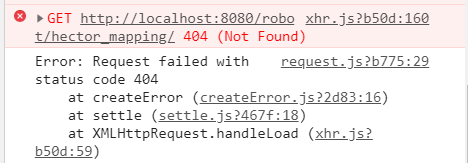 GET http://localhost:8080/robo xhr.js?b50d:160
t/hector_mapping/ 404 (Not Found)
Error: Request failed with request.js?b775:29
status code 404
at createError (createError.js?2d83:16)
at settle (settle.js?467f:18)
at XMLHttpRequest.handleLoad (xhr.js?
b50d:59)